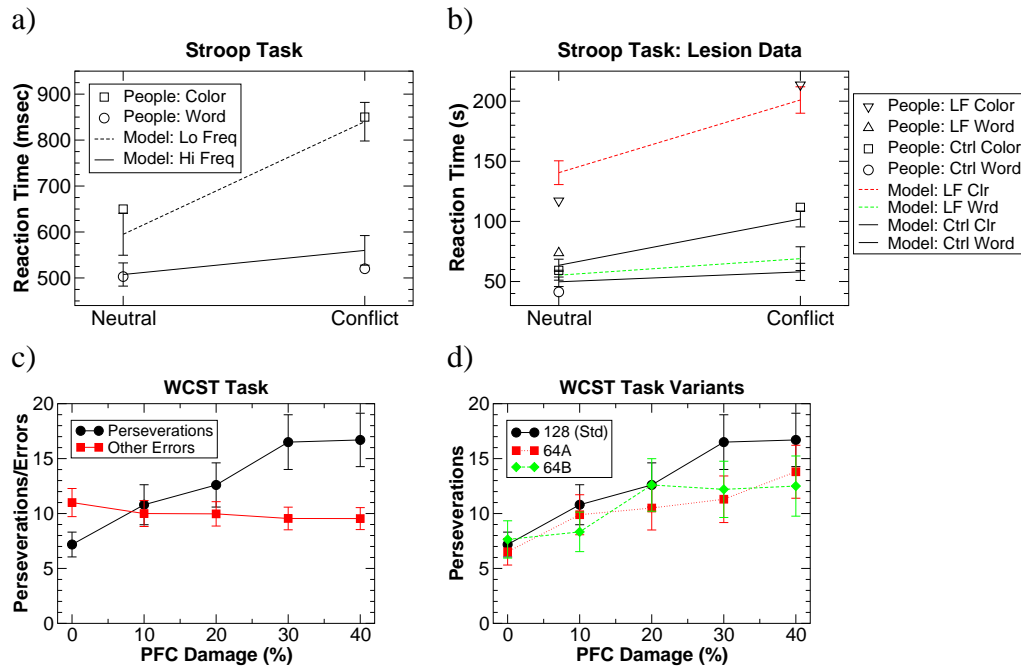 a)
Stroop Task
Reaction Time (msec)
900
800
700
600
500
People: Color
People: Word
Model: Lo Freq
Model: Hi Freq
Neutral
Conflict
b)
Stroop Task: Lesion Data
Reaction Time (s)
200
150
100
50
Neutral
Conflict
People: LF Color
People: LF Word
People: Ctrl Color
People: Ctrl Word
Model: LF Clr
Model: LF Wrd
Model: Ctrl Clr
Model: Ctrl Word
c)
WCST Task
Perseverations/Errors
20
15
10
5
0
Perseverations
Other Errors
0 10 20 30 40
PFC Damage (%)
d)
WCST Task Variants
Perseverations
20
15
10
5
0
128 (Std)
64A
64B
0 10 20 30 40
PFC Damage (%)